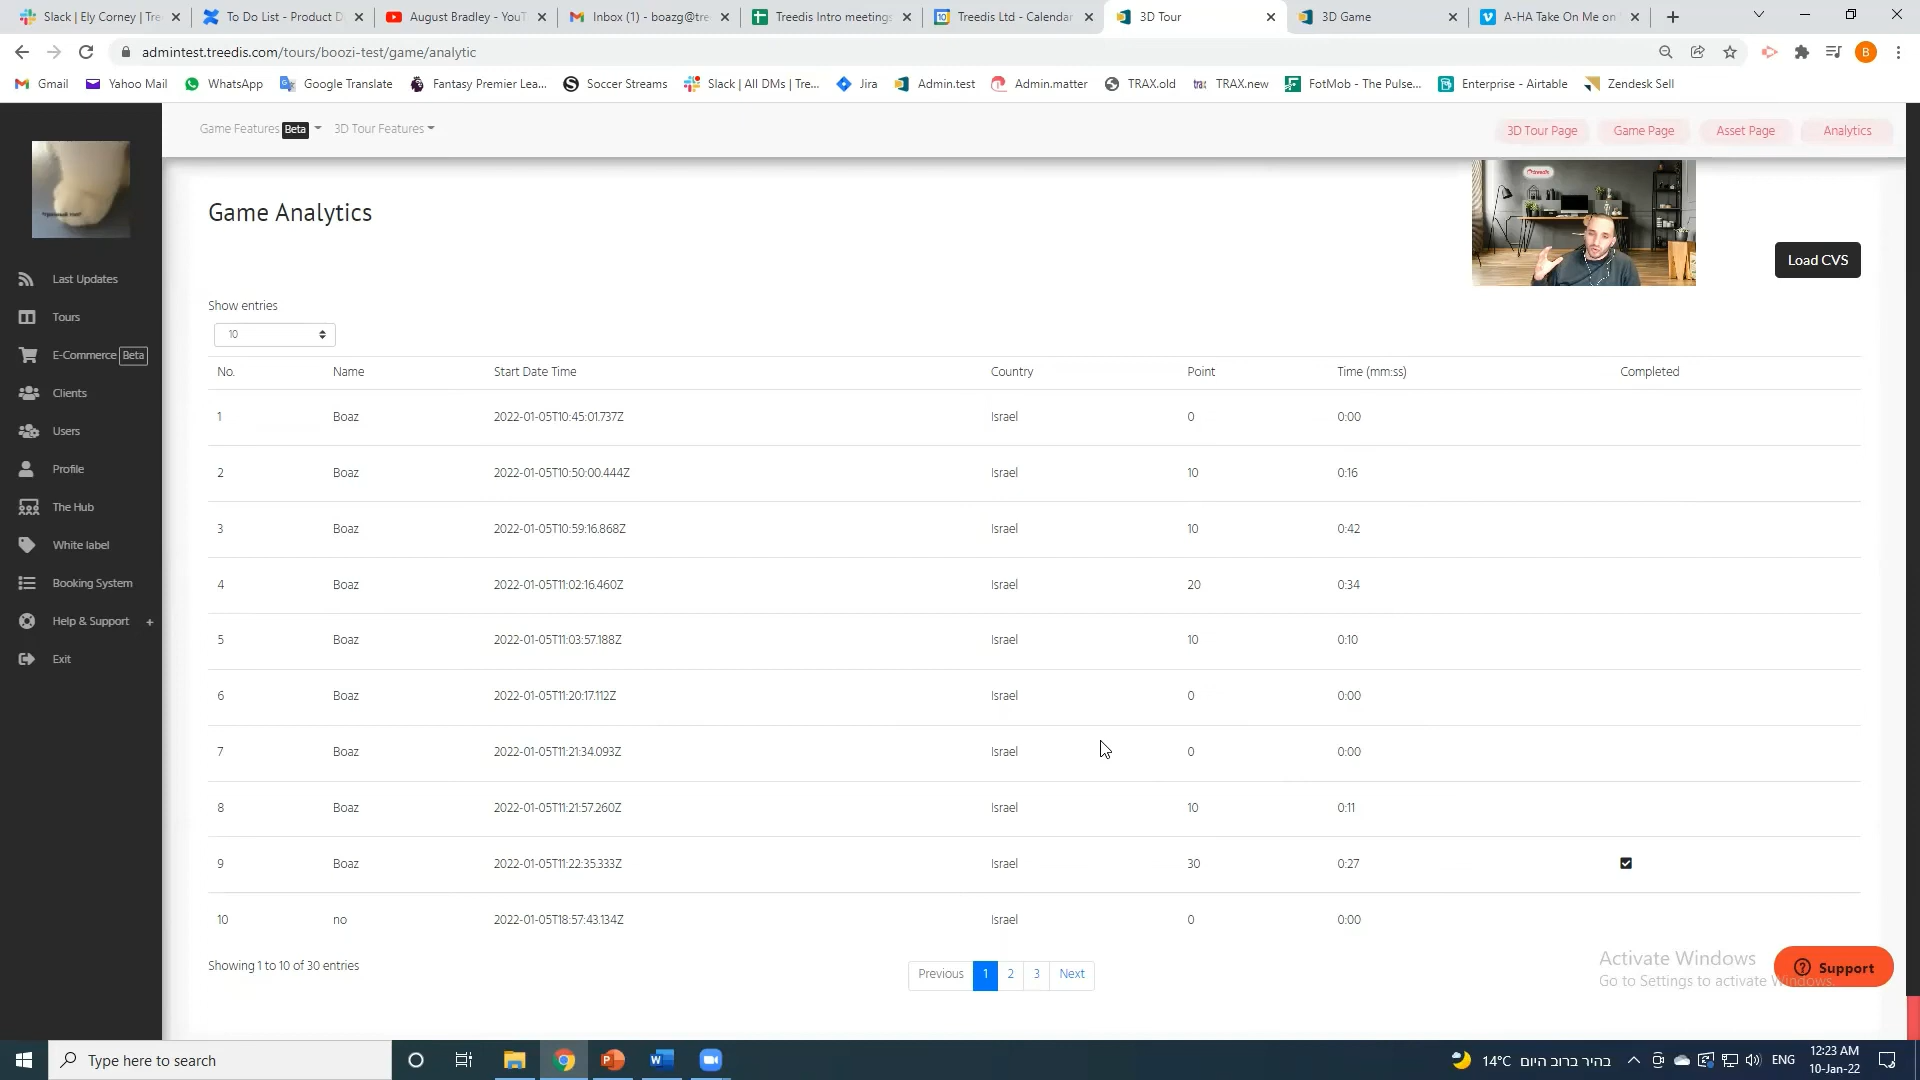 Slack | Ely Corney | Tre
To Do List - Product D
August Bradley - YouT
Inbox (1) - boazg@tre
Treedis Intro meetings
Treedis Ltd - Calendar
3D Tour
3D Game
A-HA Take On Me on
admintest.treedis.com/tours/boozi-test/game/analytic
B
Gmail
Yahoo Mail
WhatsApp
Google Translate
Fantasy Premier Lea...
Soccer Streams
Slack | All DMs | Tre...
Jira
Admin.test
Admin.matter
TRAX.old
TRAX.new
FotMob - The Pulse...
Enterprise - Airtable
Zendesk Sell
Game Features Beta
3D Tour Features
3D Tour Page
Game Page
Asset Page
Analytics
Last Updates
Tours
E-Commerce Beta
Clients
Users
Profile
The Hub
White label
Booking System
Help & Support +
Exit
Game Analytics
Load CVS
Show entries
10
No. Name Start Date Time Country Point Time (mm:ss) Completed
1 Boaz 2022-01-05T10:45:01.737Z Israel 0 0:00
2 Boaz 2022-01-05T10:50:00.444Z Israel 10 0:16
3 Boaz 2022-01-05T10:59:16.868Z Israel 10 0:42
4 Boaz 2022-01-05T11:02:16.460Z Israel 20 0:34
5 Boaz 2022-01-05T11:03:57.188Z Israel 10 0:10
6 Boaz 2022-01-05T11:20:17.112Z Israel 0 0:00
7 Boaz 2022-01-05T11:21:34.093Z Israel 0 0:00
8 Boaz 2022-01-05T11:21:57.260Z Israel 10 0:11
9 Boaz 2022-01-05T11:22:35.333Z Israel 30 0:27
10 no 2022-01-05T18:57:43.134Z Israel 0 0:00
Showing 1 to 10 of 30 entries
Previous 1 2 3 Next
Activate Windows
Go to Settings to activate Windows.
Support
Type here to search
14°C בהיר ברוב היום
ENG
12:23 AM
10-Jan-22